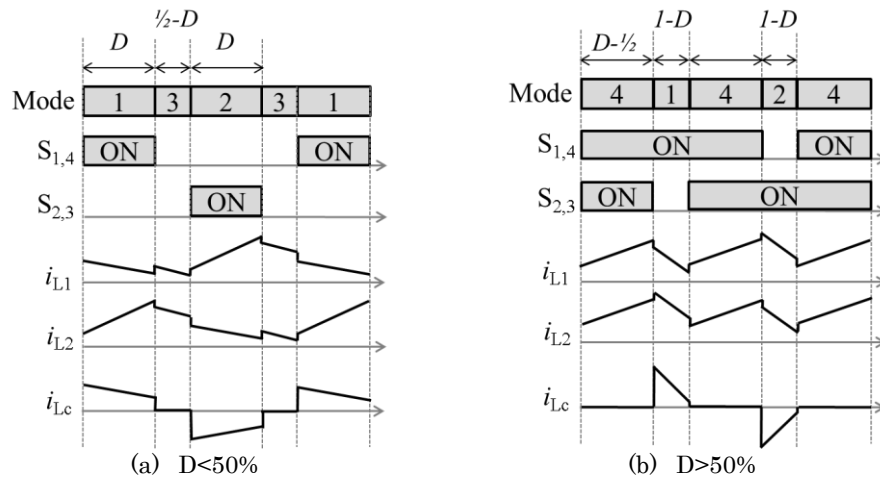 ½-D
D
D
Mode 1 3 2 3 1
S1,4 ON ON
S2,3 ON
iL1
iL2
iLc
(a) D<50%
1-D 1-D
D-½
Mode 4 1 4 2 4
S1,4 ON ON
S2,3 ON ON
iL1
iL2
iLc
(b) D>50%